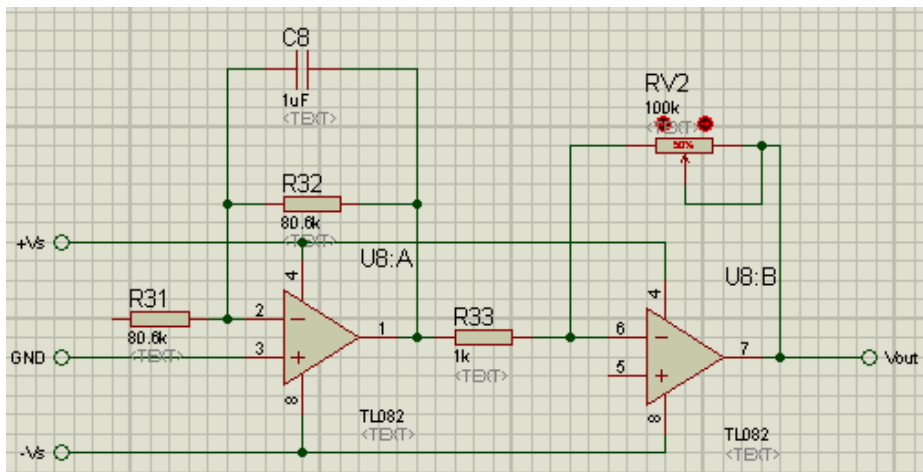 C8
1uF
<TEXT>
RV2
100k
<TEXT>
50%
R32
80.6k
<TEXT>
+Vs
U8:A
U8:B
4
4
R31
80.6k
<TEXT>
2
3
1
R33
1k
<TEXT>
6
5
7
GND
Vout
8
8
TL082
<TEXT>
TL082
<TEXT>
-Vs